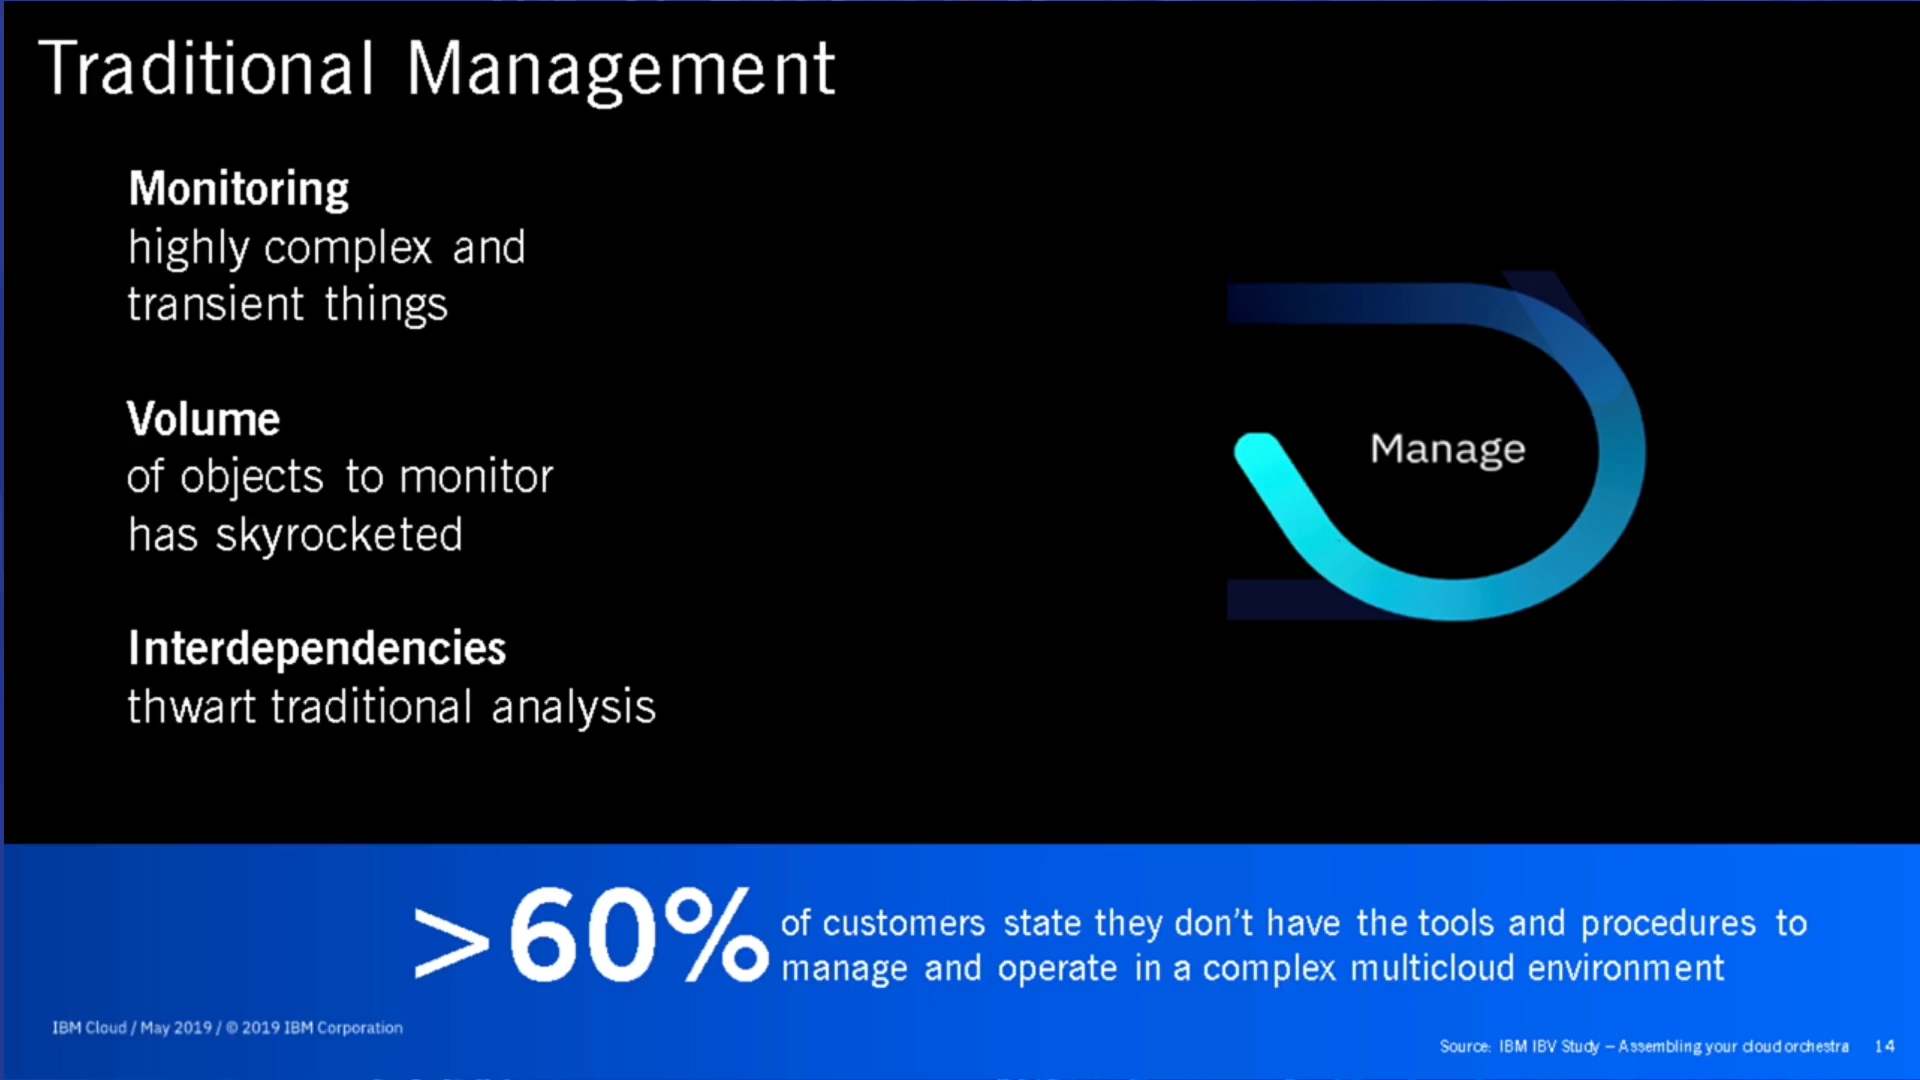 Traditional Management
Monitoring
highly complex and
transient things
Volume
of objects to monitor
has skyrocketed
Interdependencies
thwart traditional analysis
Manage
>60% of customers state they don't have the tools and procedures to
manage and operate in a complex multicloud environment
IBM Cloud / May 2019 / © 2019 IBM Corporation
Source: IBM IBV Study – Assembling your cloud orchestra 14